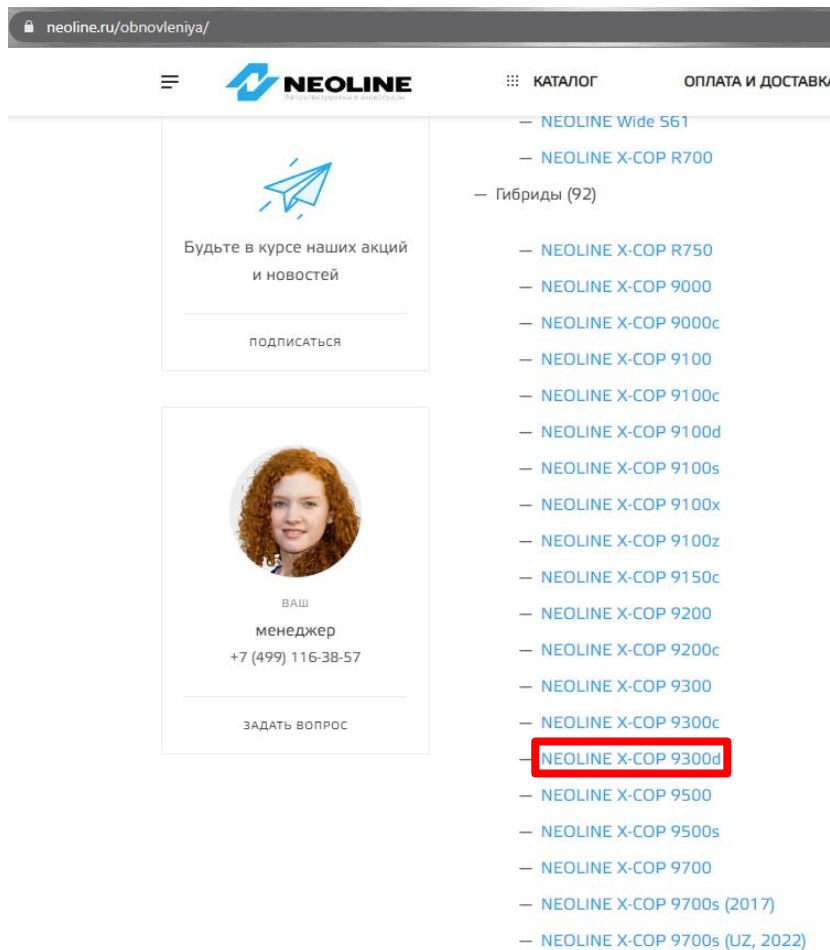 neoline.ru/obnovleniya/
NEOLINE
Автоэлектроника и аксессуары
КАТАЛОГ
ОПЛАТА И ДОСТАВКА
Будьте в курсе наших акций
и новостей
ПОДПИСАТЬСЯ
ВАШ
менеджер
+7 (499) 116-38-57
ЗАДАТЬ ВОПРОС
— NEOLINE Wide S61
— NEOLINE X-COP R700
— Гибриды (92)
— NEOLINE X-COP R750
— NEOLINE X-COP 9000
— NEOLINE X-COP 9000c
— NEOLINE X-COP 9100
— NEOLINE X-COP 9100c
— NEOLINE X-COP 9100d
— NEOLINE X-COP 9100s
— NEOLINE X-COP 9100x
— NEOLINE X-COP 9100z
— NEOLINE X-COP 9150c
— NEOLINE X-COP 9200
— NEOLINE X-COP 9200c
— NEOLINE X-COP 9300
— NEOLINE X-COP 9300c
— NEOLINE X-COP 9300d
— NEOLINE X-COP 9500
— NEOLINE X-COP 9500s
— NEOLINE X-COP 9700
— NEOLINE X-COP 9700s (2017)
— NEOLINE X-COP 9700s (UZ, 2022)